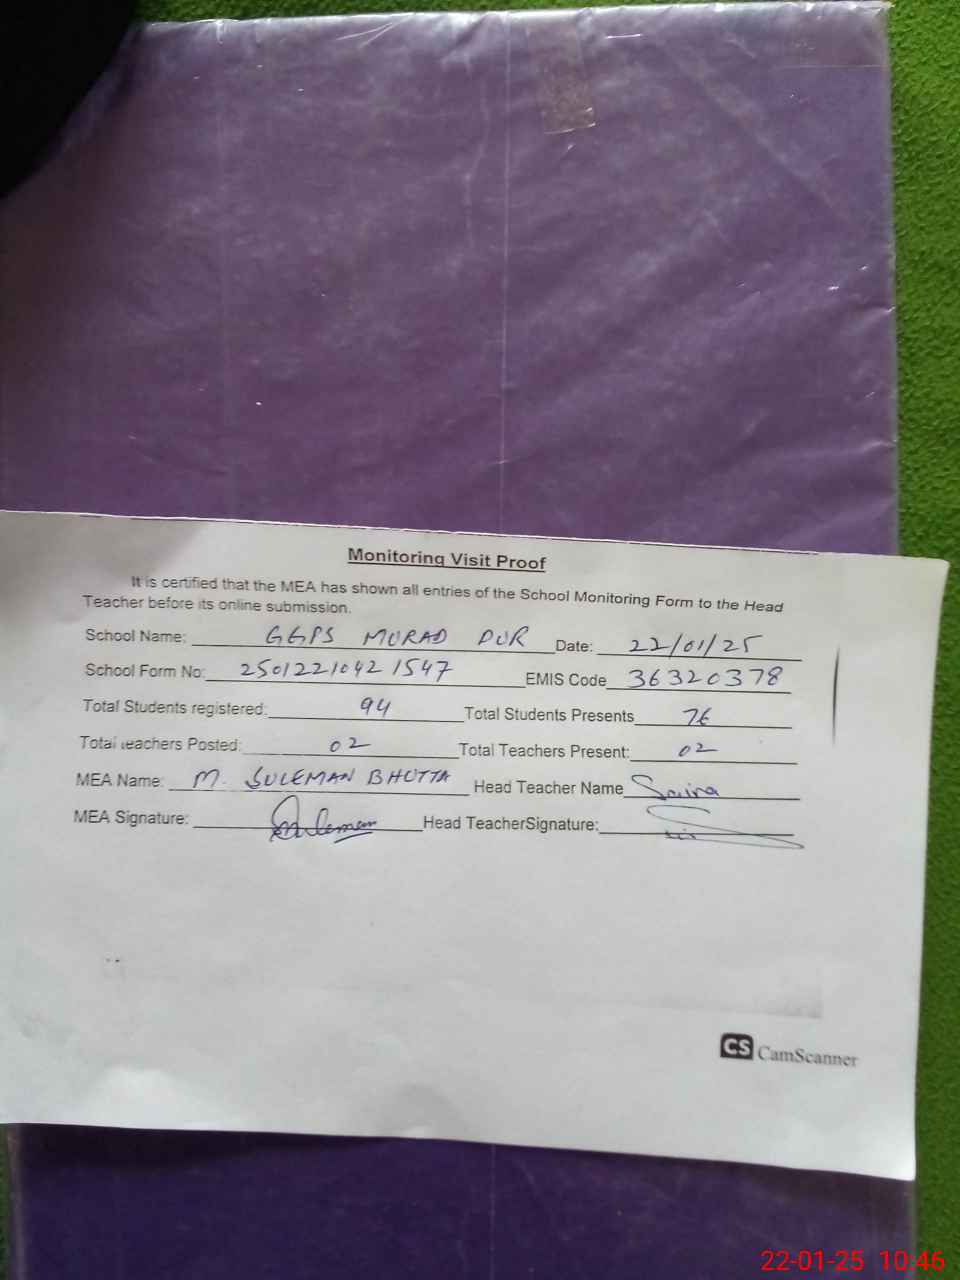 Monitoring Visit Proof
It is certified that the MEA has shown all entries of the School Monitoring Form to the Head
Teacher before its online submission.
School Name: GGPS MURAD PUR Date: 22/01/25
School Form No: 25012210421547 EMIS Code 36320378
Total Students registered: 94 Total Students Presents 76
Total Teachers Posted: 02 Total Teachers Present: 02
MEA Name: M. SULEMAN BHUTTA Head Teacher Name Saira
MEA Signature: Suleman Head TeacherSignature:
CS CamScanner
22-01-25 10:46